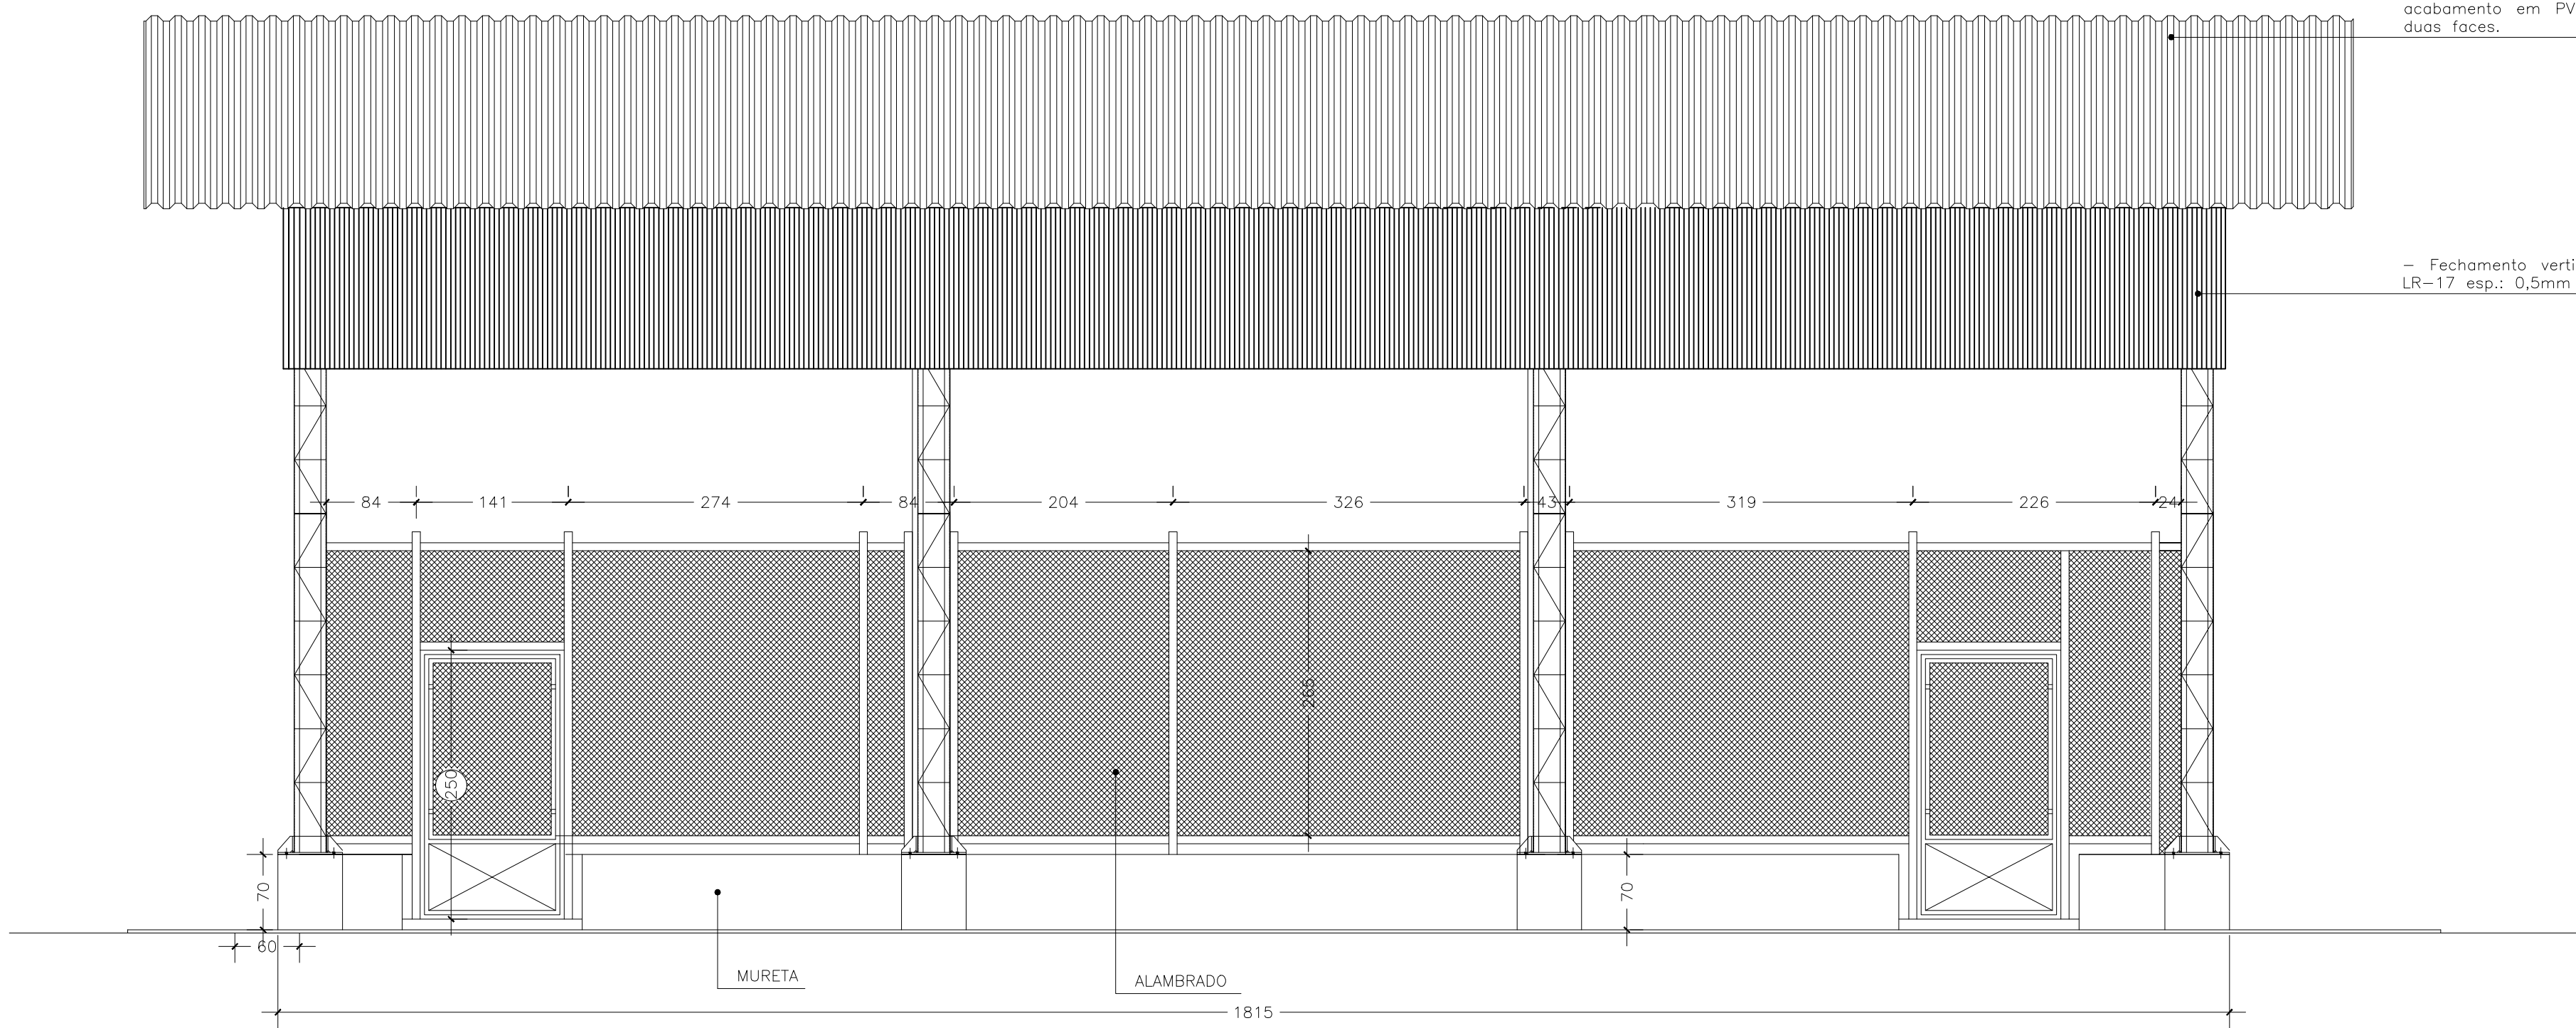 acabamento em PV
duas faces.
— Fechamento verti
LR-17 esp.: 0,5mm
84 141 274 84 204 326 43 319 226 24
265
250
70 70
60
MURETA
ALAMBRADO
1815